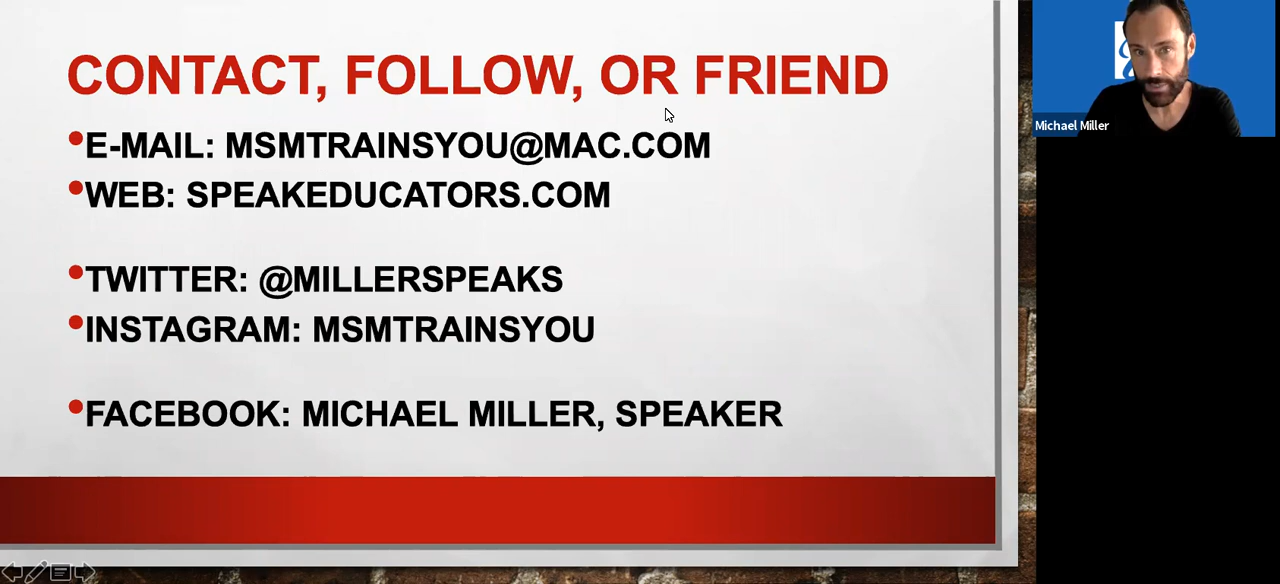 CONTACT, FOLLOW, OR FRIEND
•E-MAIL: MSMTRAINSYOU@MAC.COM
•WEB: SPEAKEDUCATORS.COM
•TWITTER: @MILLERSPEAKS
•INSTAGRAM: MSMTRAINSYOU
•FACEBOOK: MICHAEL MILLER, SPEAKER
Michael Miller